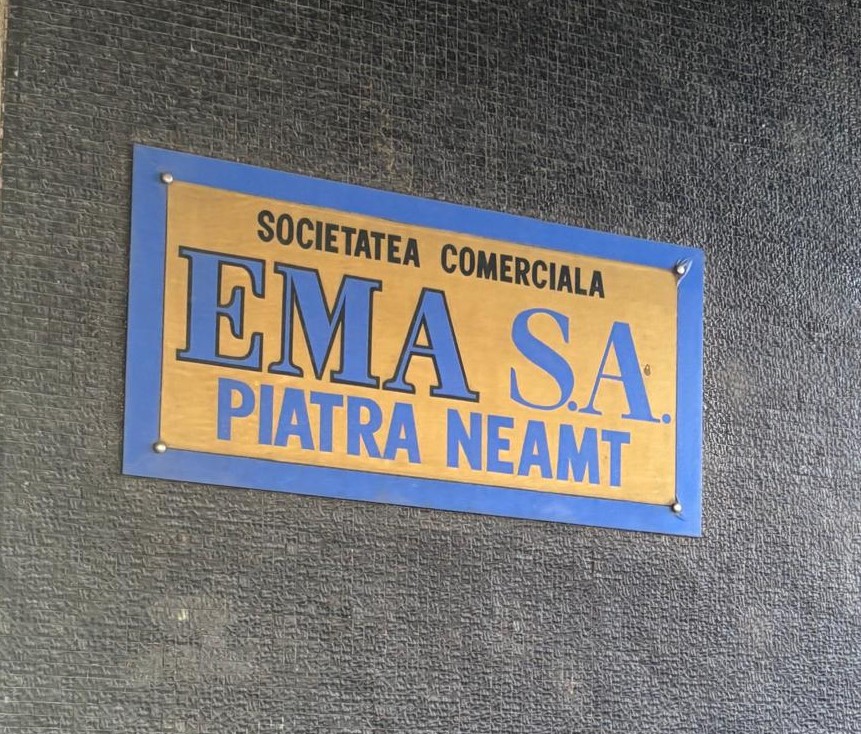 SOCIETATEA COMERCIALA
EMA S.A.
PIATRA NEAMT